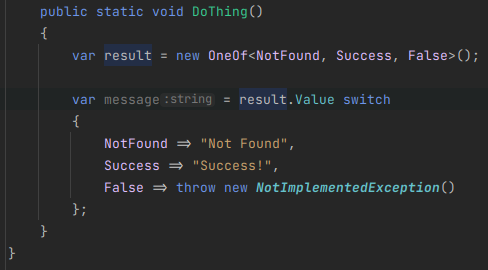 public static void DoThing()
{
var result = new OneOf<NotFound, Success, False>();
var message :string = result.Value switch
{
NotFound => "Not Found",
Success => "Success!",
False => throw new NotImplementedException()
};
}
}